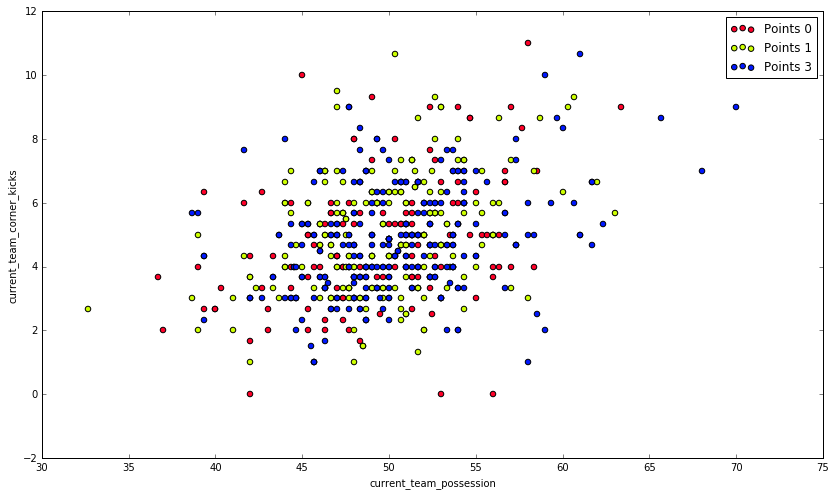 12
10
8
6
4
2
0
−2
current_team_corner_kicks
30 35 40 45 50 55 60 65 70 75
current_team_possession
Points 0
Points 1
Points 3